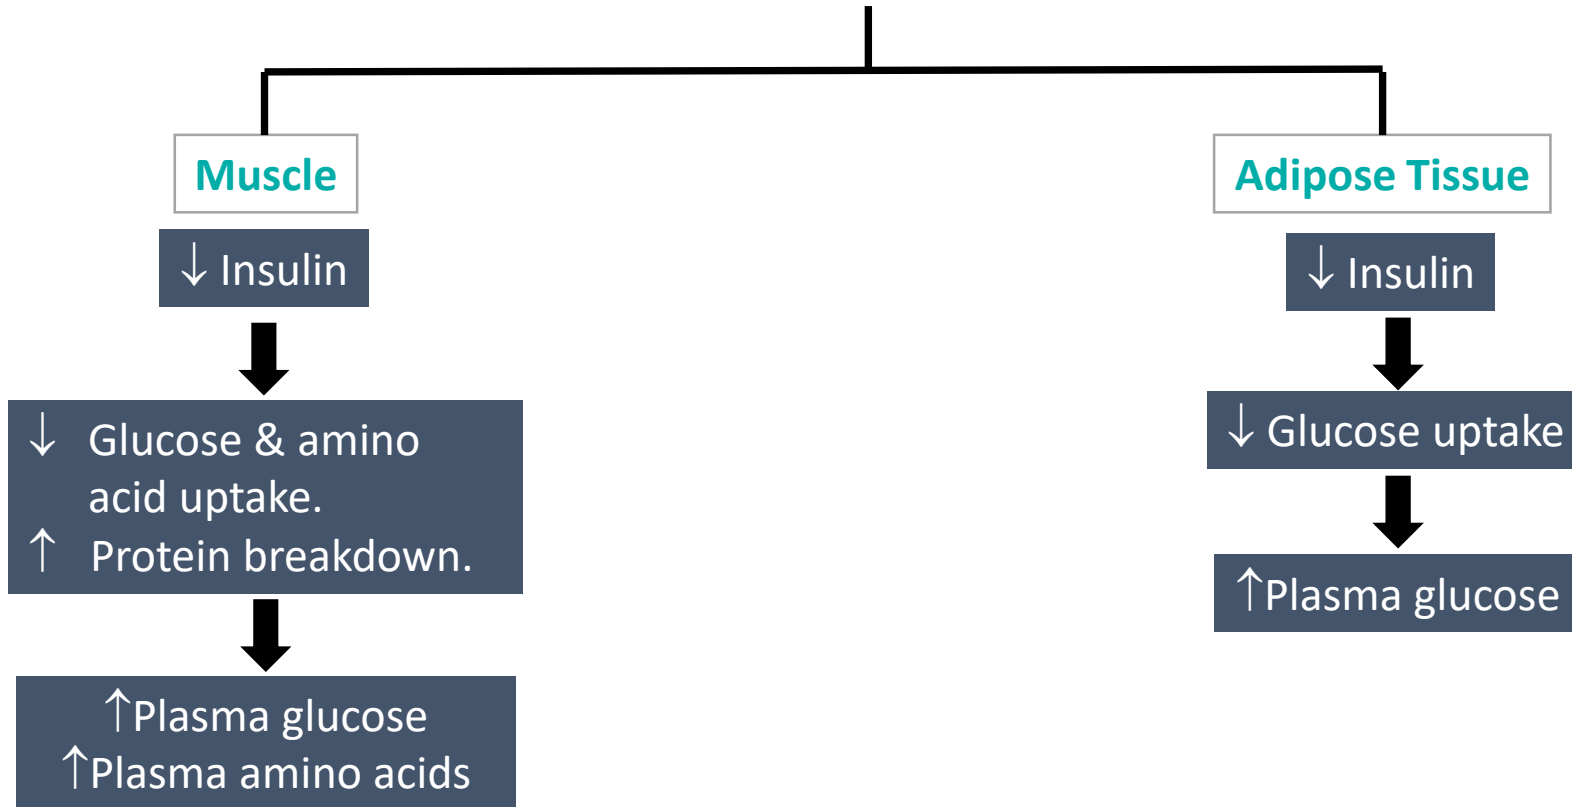 Muscle
↓ Insulin
↓ Glucose & amino
acid uptake.
↑ Protein breakdown.
↑Plasma glucose
↑Plasma amino acids
Adipose Tissue
↓ Insulin
↓ Glucose uptake
↑Plasma glucose